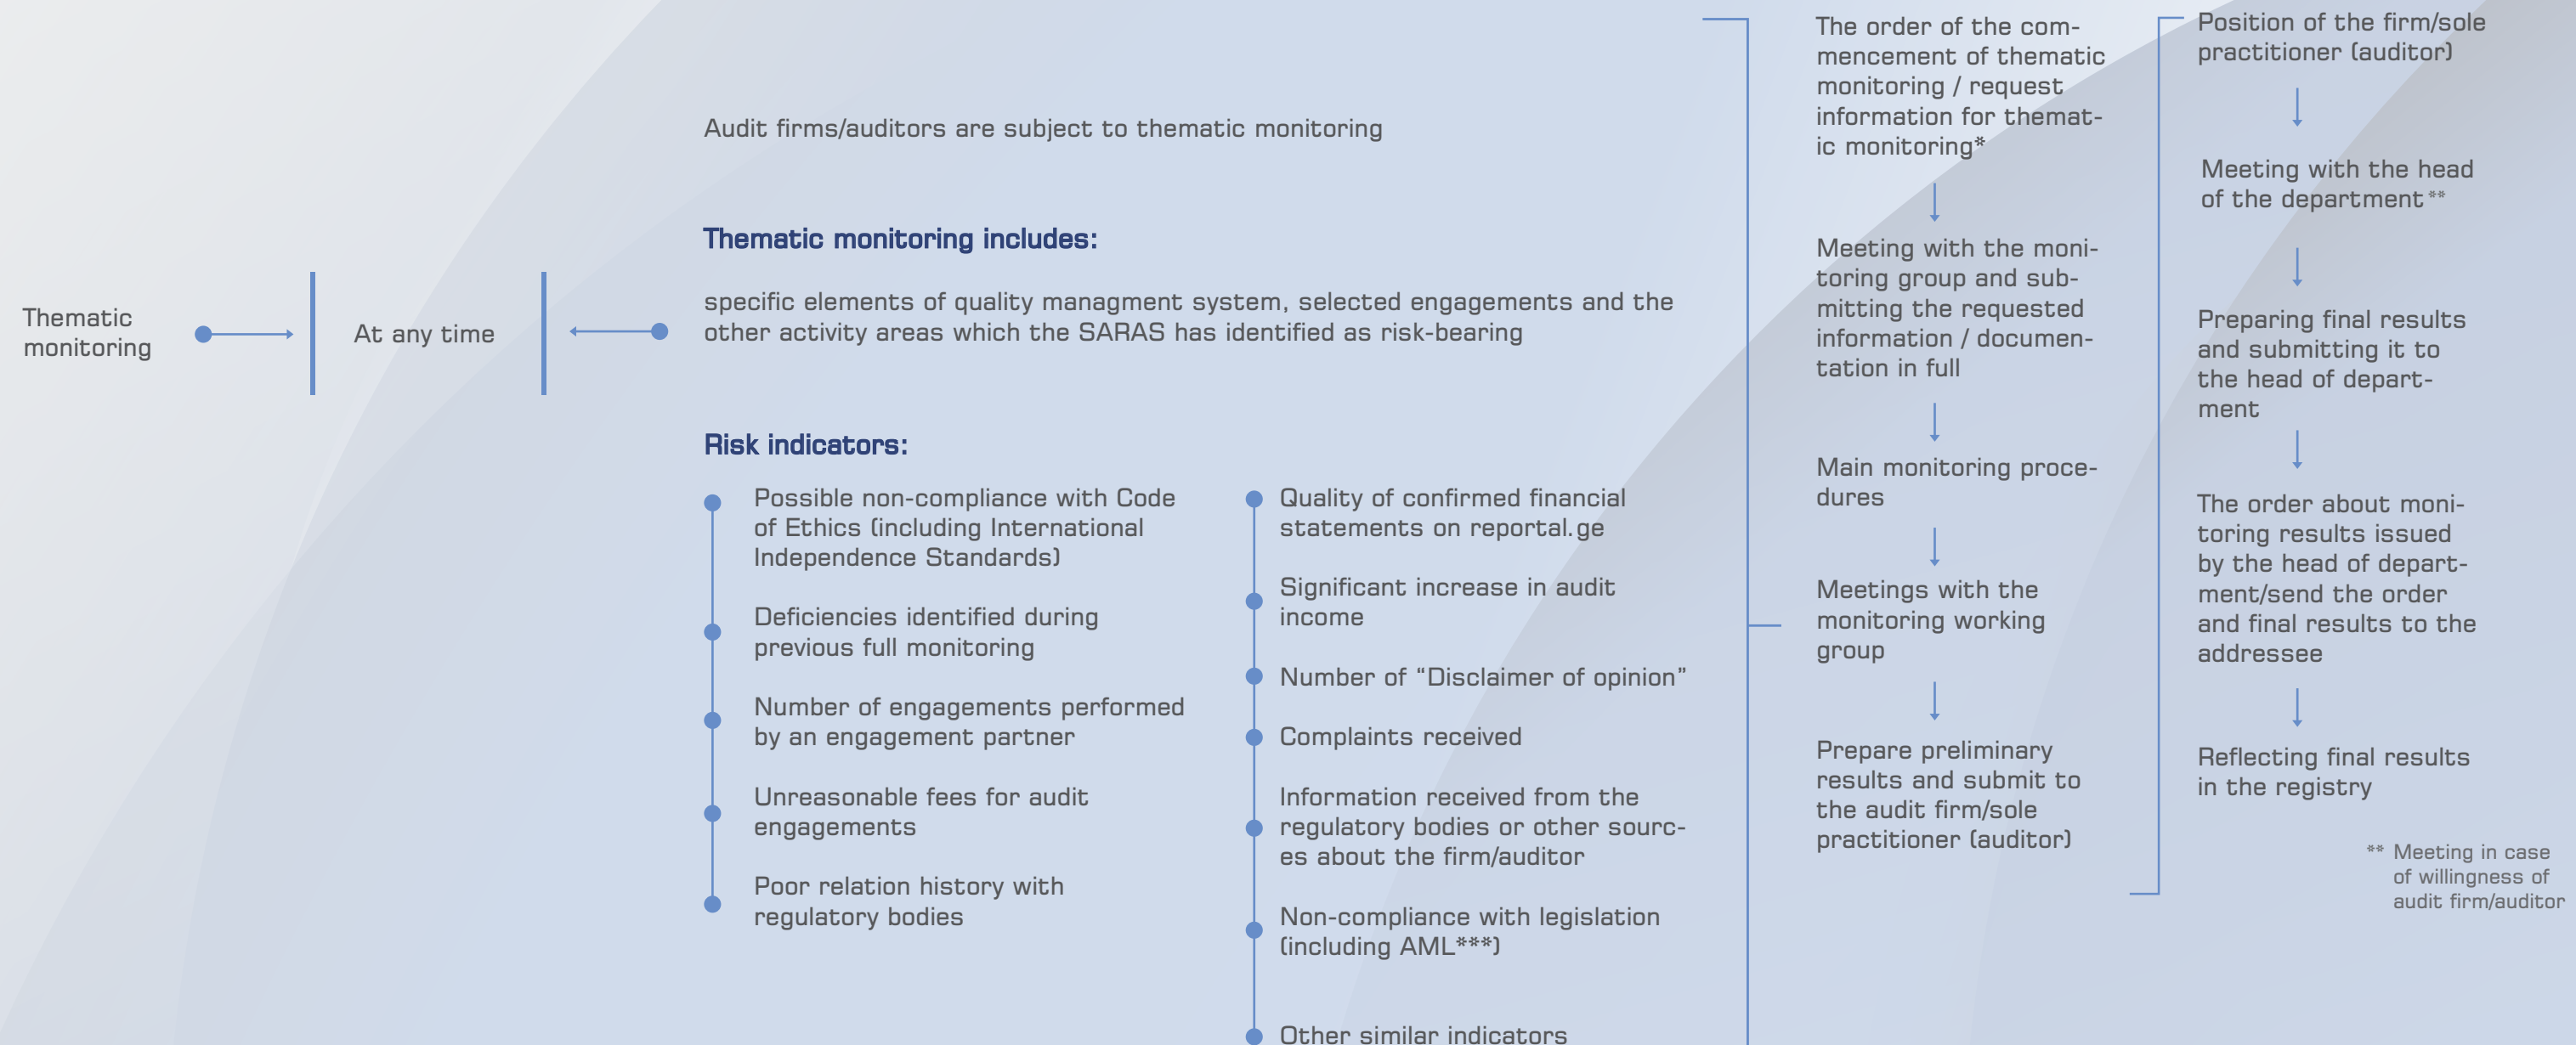 Thematic
monitoring
At any time
Audit firms/auditors are subject to thematic monitoring
Thematic monitoring includes:
specific elements of quality managment system, selected engagements and the
other activity areas which the SARAS has identified as risk-bearing
Risk indicators:
Possible non-compliance with Code
of Ethics (including International
Independence Standards)
Deficiencies identified during
previous full monitoring
Number of engagements performed
by an engagement partner
Unreasonable fees for audit
engagements
Poor relation history with
regulatory bodies
Quality of confirmed financial
statements on reportal.ge
Significant increase in audit
income
Number of “Disclaimer of opinion”
Complaints received
Information received from the
regulatory bodies or other sourc-
es about the firm/auditor
Non-compliance with legislation
(including AML***)
Other similar indicators
The order of the com-
mencement of thematic
monitoring / request
information for themat-
ic monitoring*
Meeting with the moni-
toring group and sub-
mitting the requested
information / documen-
tation in full
Main monitoring proce-
dures
Meetings with the
monitoring working
group
Prepare preliminary
results and submit to
the audit firm/sole
practitioner (auditor)
Position of the firm/sole
practitioner (auditor)
Meeting with the head
of the department**
Preparing final results
and submitting it to
the head of depart-
ment
The order about moni-
toring results issued
by the head of depart-
ment/send the order
and final results to the
addressee
Reflecting final results
in the registry
** Meeting in case
of willingness of
audit firm/auditor